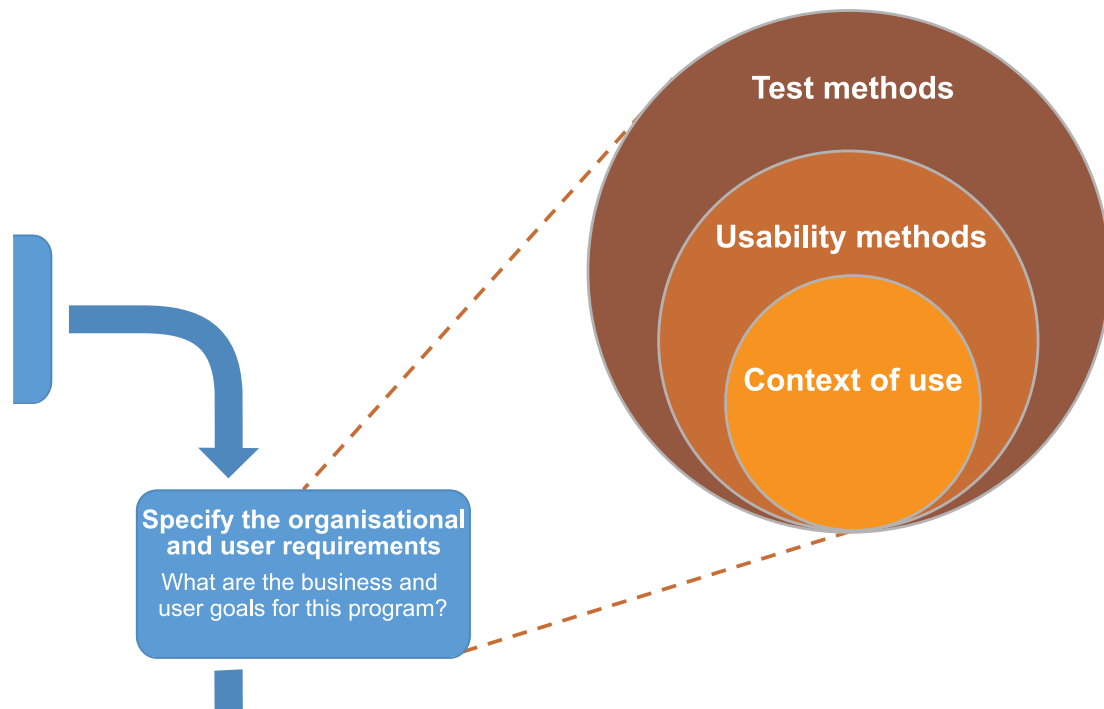 Test methods
Usability methods
Context of use
Specify the organisational
and user requirements
What are the business and
user goals for this program?